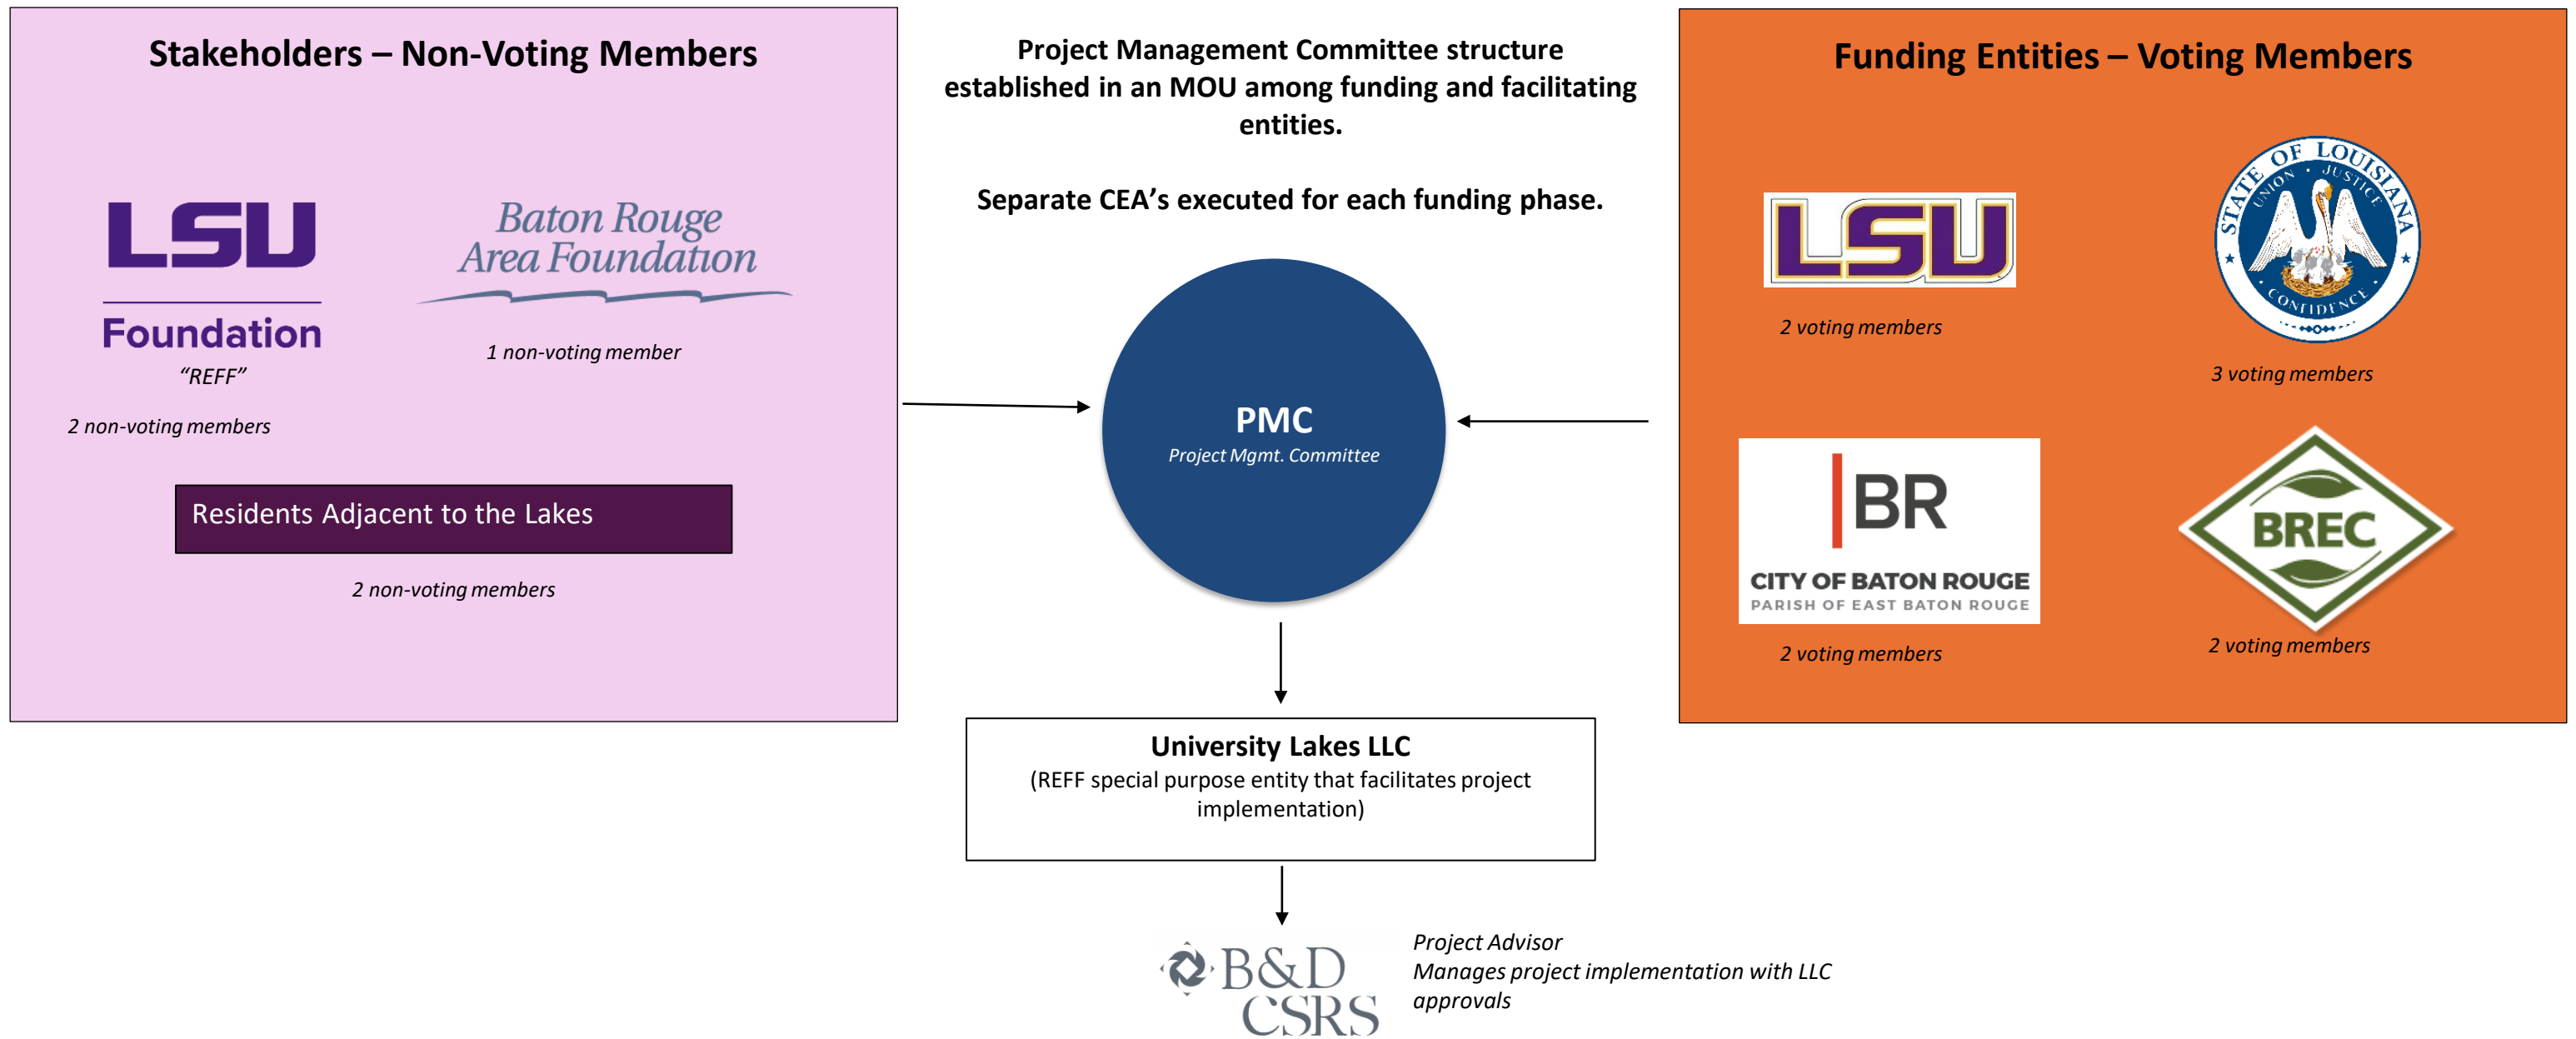 Stakeholders – Non-Voting Members
LSU
Foundation
“REFF”
2 non-voting members
Baton Rouge
Area Foundation
1 non-voting member
Residents Adjacent to the Lakes
2 non-voting members
Project Management Committee structure
established in an MOU among funding and facilitating
entities.
Separate CEA’s executed for each funding phase.
PMC
Project Mgmt. Committee
Funding Entities – Voting Members
LSU
2 voting members
STATE OF LOUISIANA
UNION · JUSTICE
CONFIDENCE
3 voting members
BR
CITY OF BATON ROUGE
PARISH OF EAST BATON ROUGE
2 voting members
BREC
2 voting members
University Lakes LLC
(REFF special purpose entity that facilitates project
implementation)
B&D
CSRS
Project Advisor
Manages project implementation with LLC
approvals